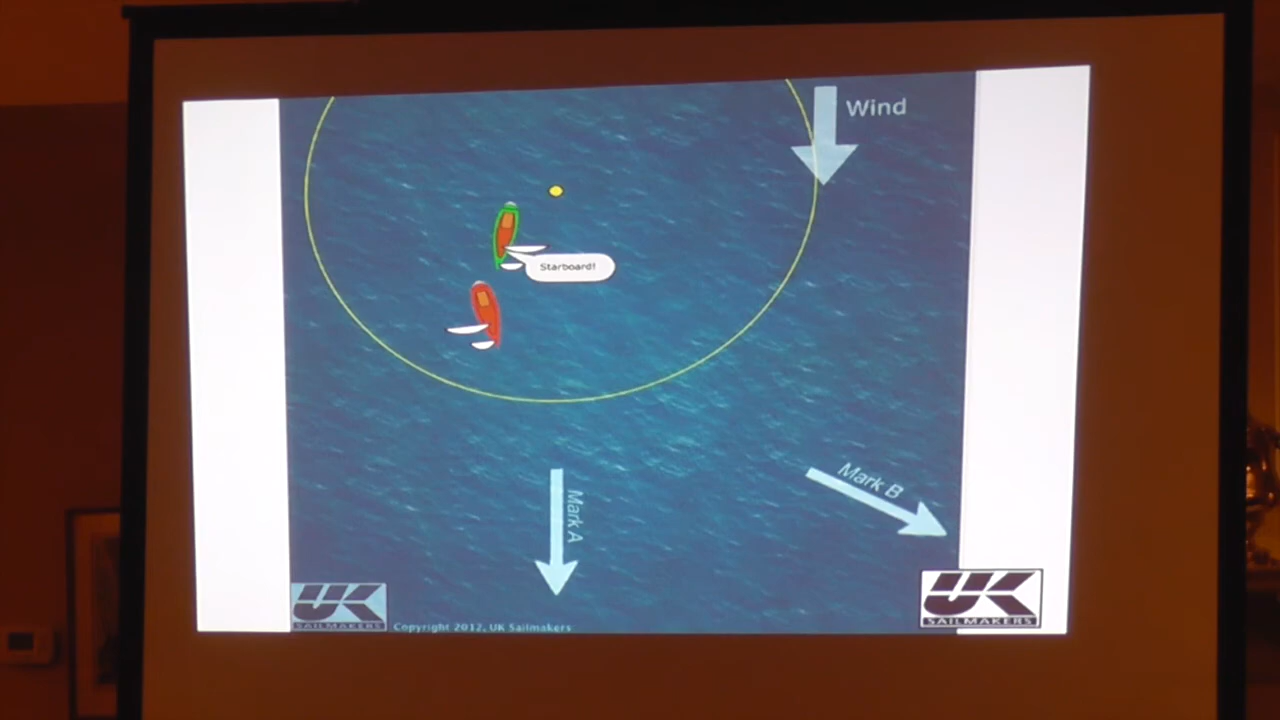 Wind
Starboard!
Mark B
Mark A
UK
SAILMAKERS
Copyright 2012, UK Sailmakers
UK
SAILMAKERS